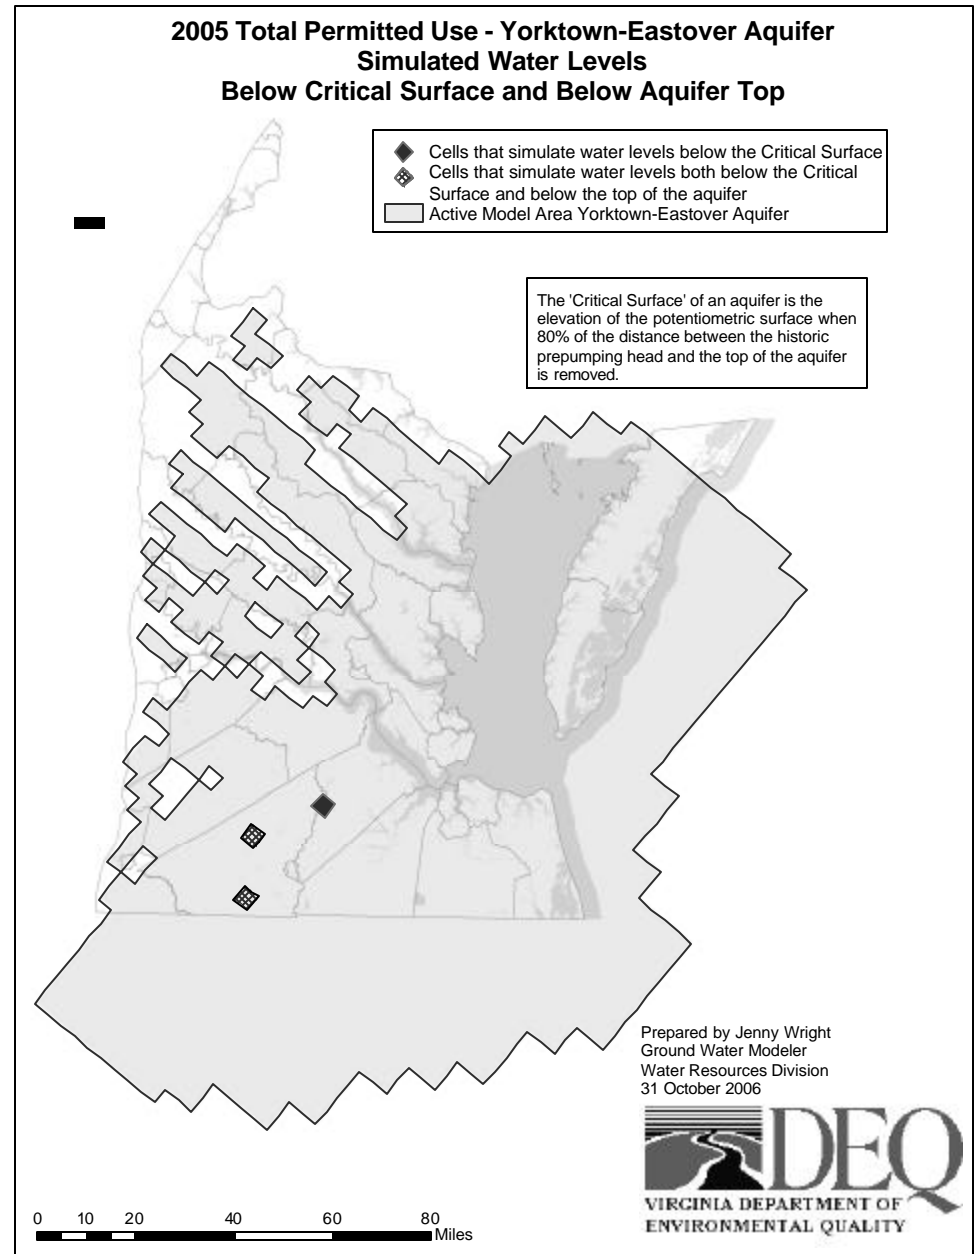 2005 Total Permitted Use - Yorktown-Eastover Aquifer
Simulated Water Levels
Below Critical Surface and Below Aquifer Top
Cells that simulate water levels below the Critical Surface
Cells that simulate water levels both below the Critical
Surface and below the top of the aquifer
Active Model Area Yorktown-Eastover Aquifer
The 'Critical Surface' of an aquifer is the
elevation of the potentiometric surface when
80% of the distance between the historic
prepumping head and the top of the aquifer
is removed.
Prepared by Jenny Wright
Ground Water Modeler
Water Resources Division
31 October 2006
DEQ
VIRGINIA DEPARTMENT OF
ENVIRONMENTAL QUALITY
0 10 20 40 60 80
Miles